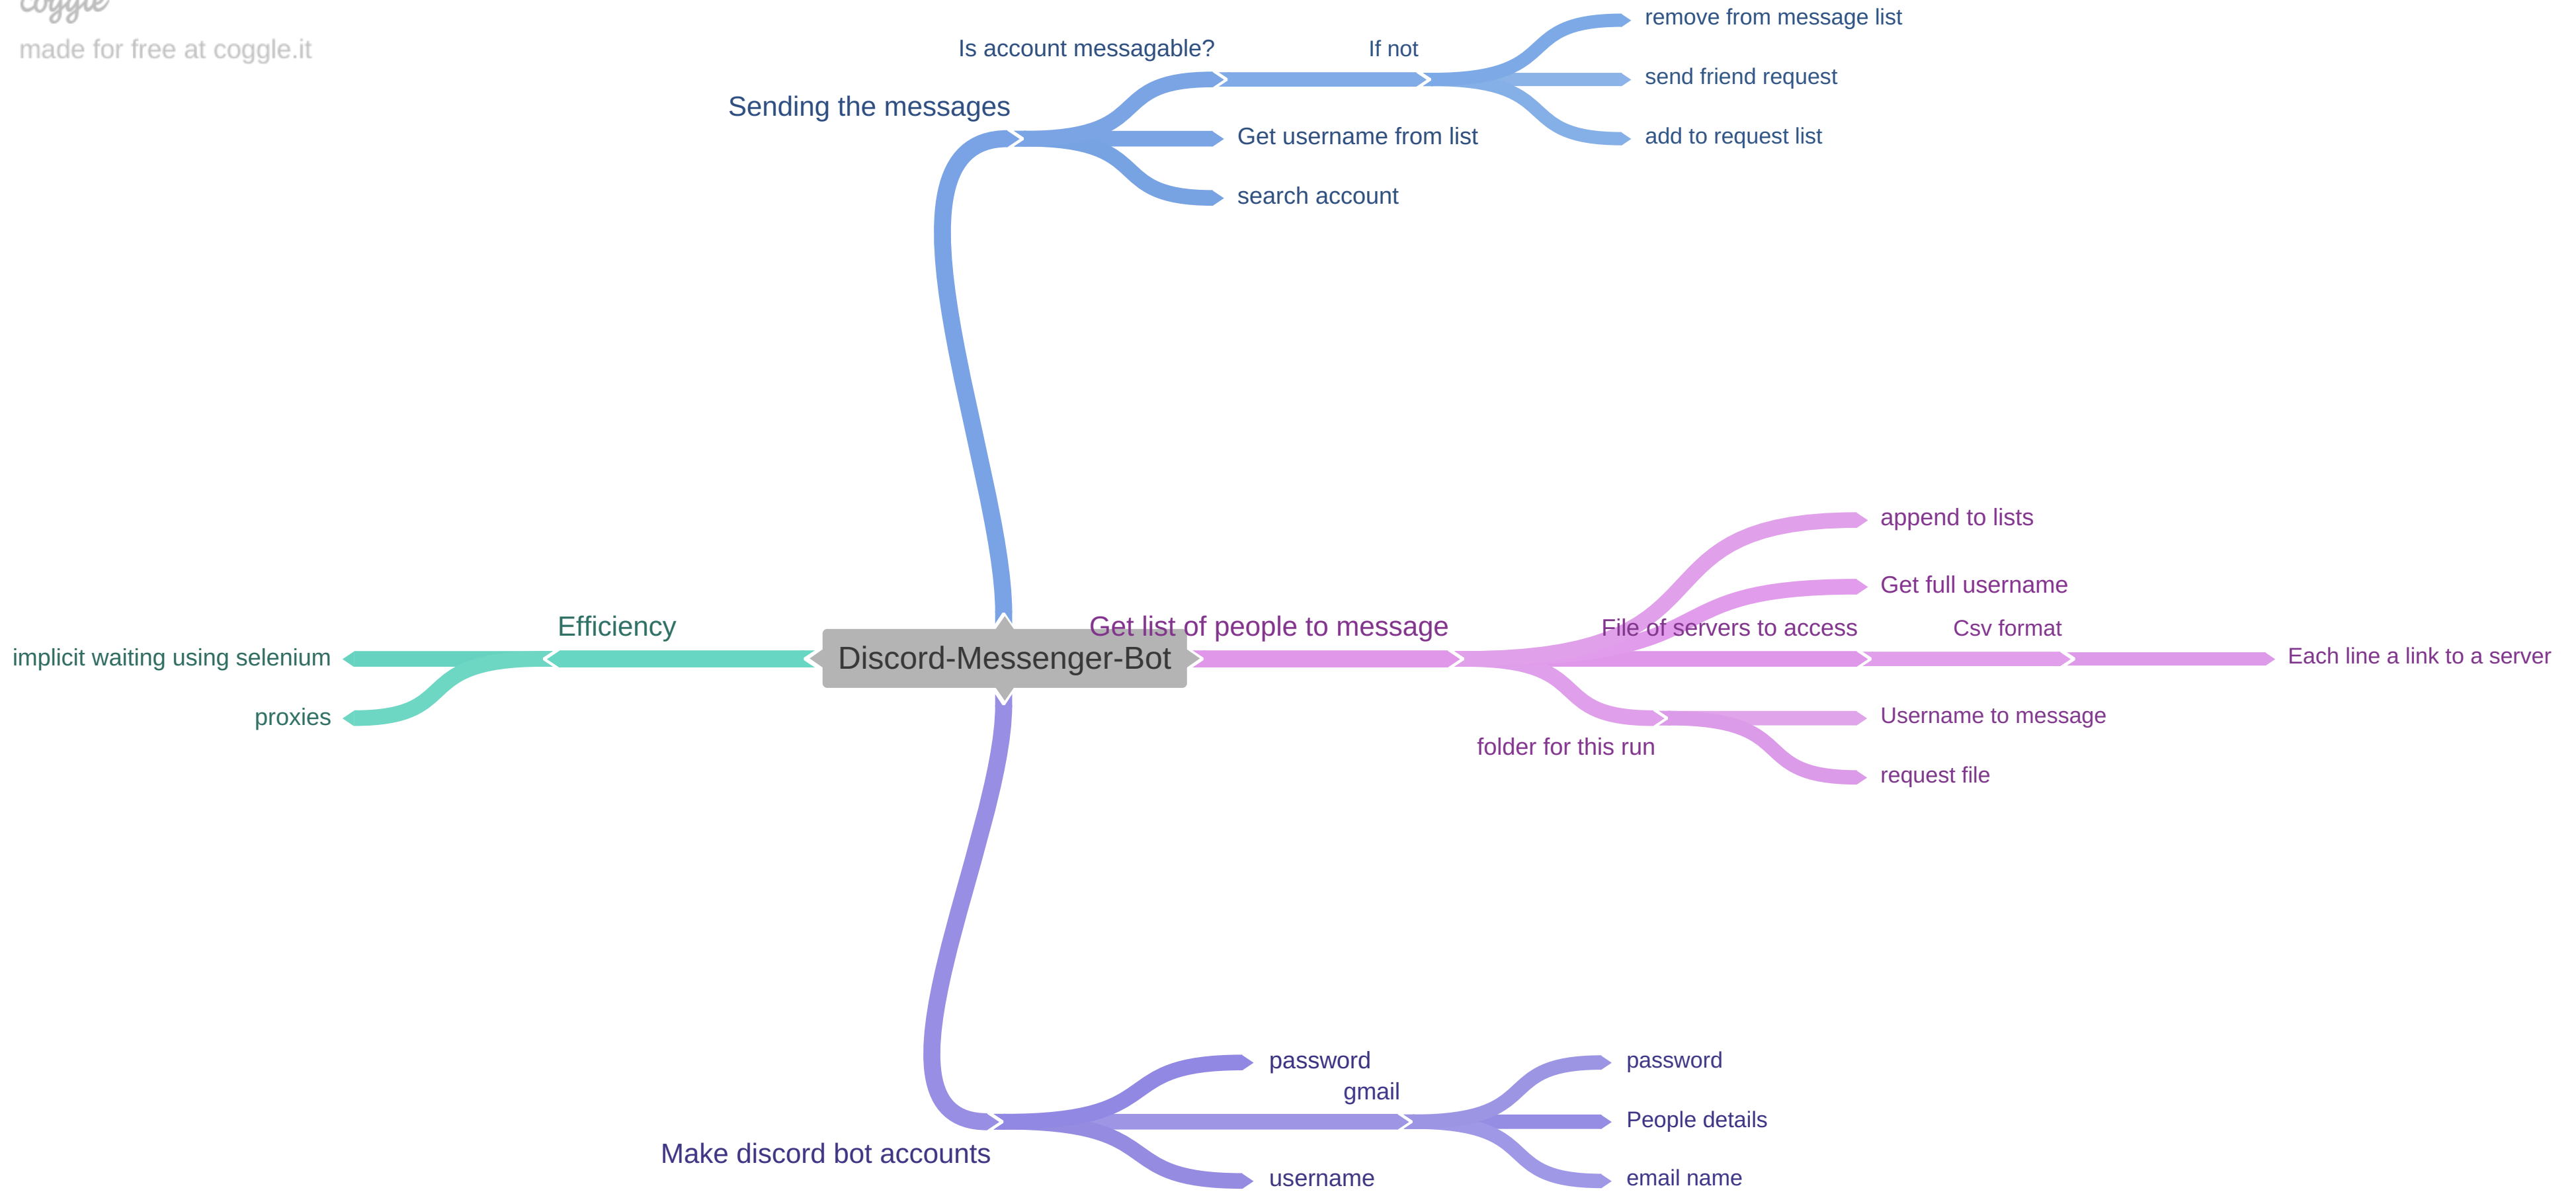 coggle
made for free at coggle.it
remove from message list
Is account messagable?
If not
send friend request
Sending the messages
add to request list
Get username from list
search account
append to lists
Get full username
Efficiency
Get list of people to message
File of servers to access
Csv format
implicit waiting using selenium
Discord-Messenger-Bot
Each line a link to a server
proxies
Username to message
folder for this run
request file
password
password
gmail
People details
Make discord bot accounts
username
email name